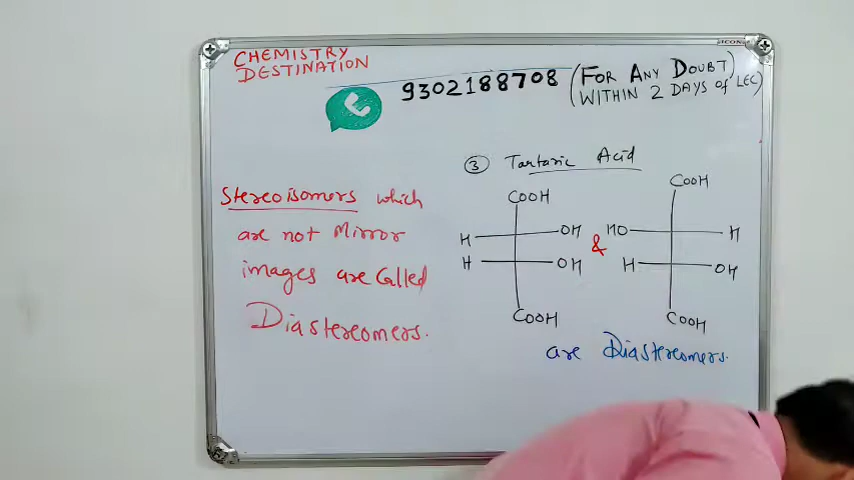 CHEMISTRY
DESTINATION
9302188708 (FOR ANY DOUBT)
(WITHIN 2 DAYS of LEC)
ICON
3 Tartaric Acid
Stereoisomers which
are not Mirror
images are Called
Diastereomers.
COOH
H OH
H OH
COOH
&
COOH
HO H
H OH
COOH
are Diastereomers.